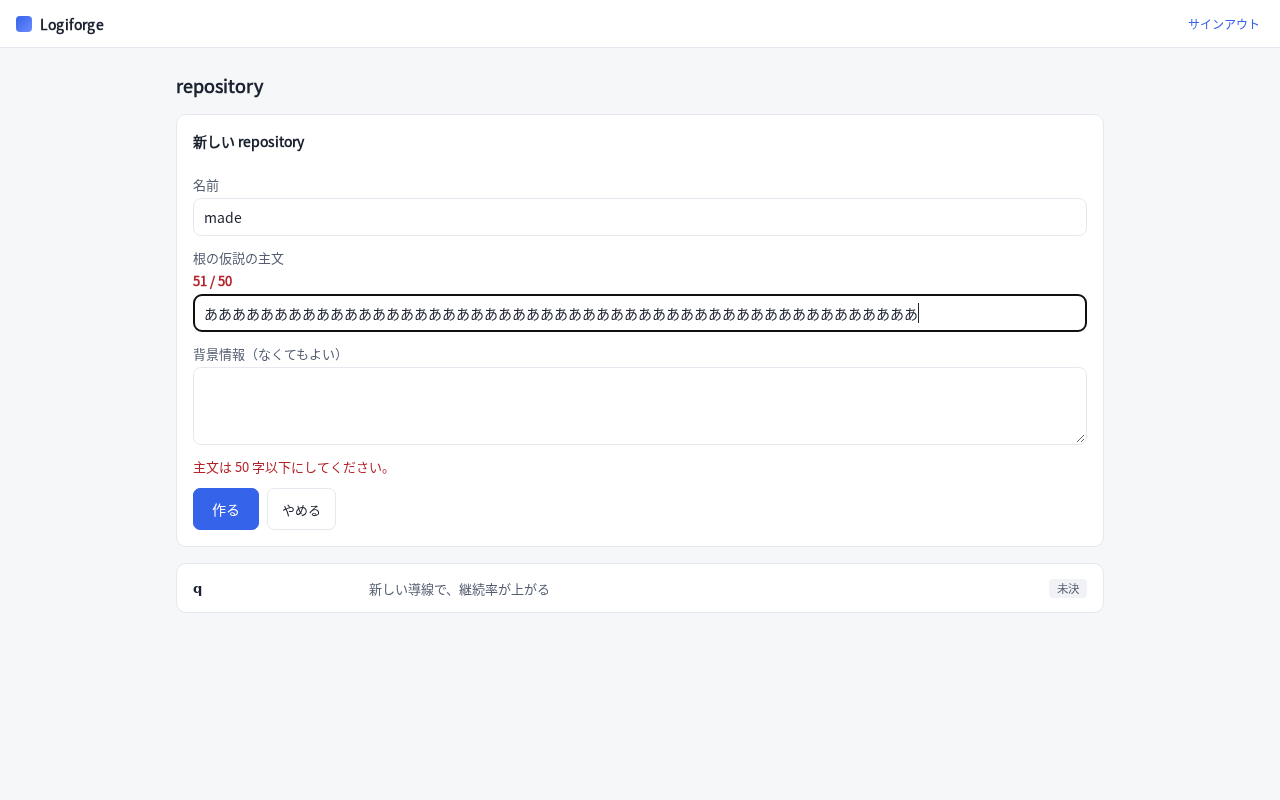 Logiforge
サインアウト
repository
新しい repository
名前
made
根の仮説の主文
51 / 50
あああああああああああああああああああああああああああああああああああああああああああああああああああ
背景情報（なくてもよい）
主文は 50 字以下にしてください。
作る
やめる
q
新しい導線で、継続率が上がる
未決